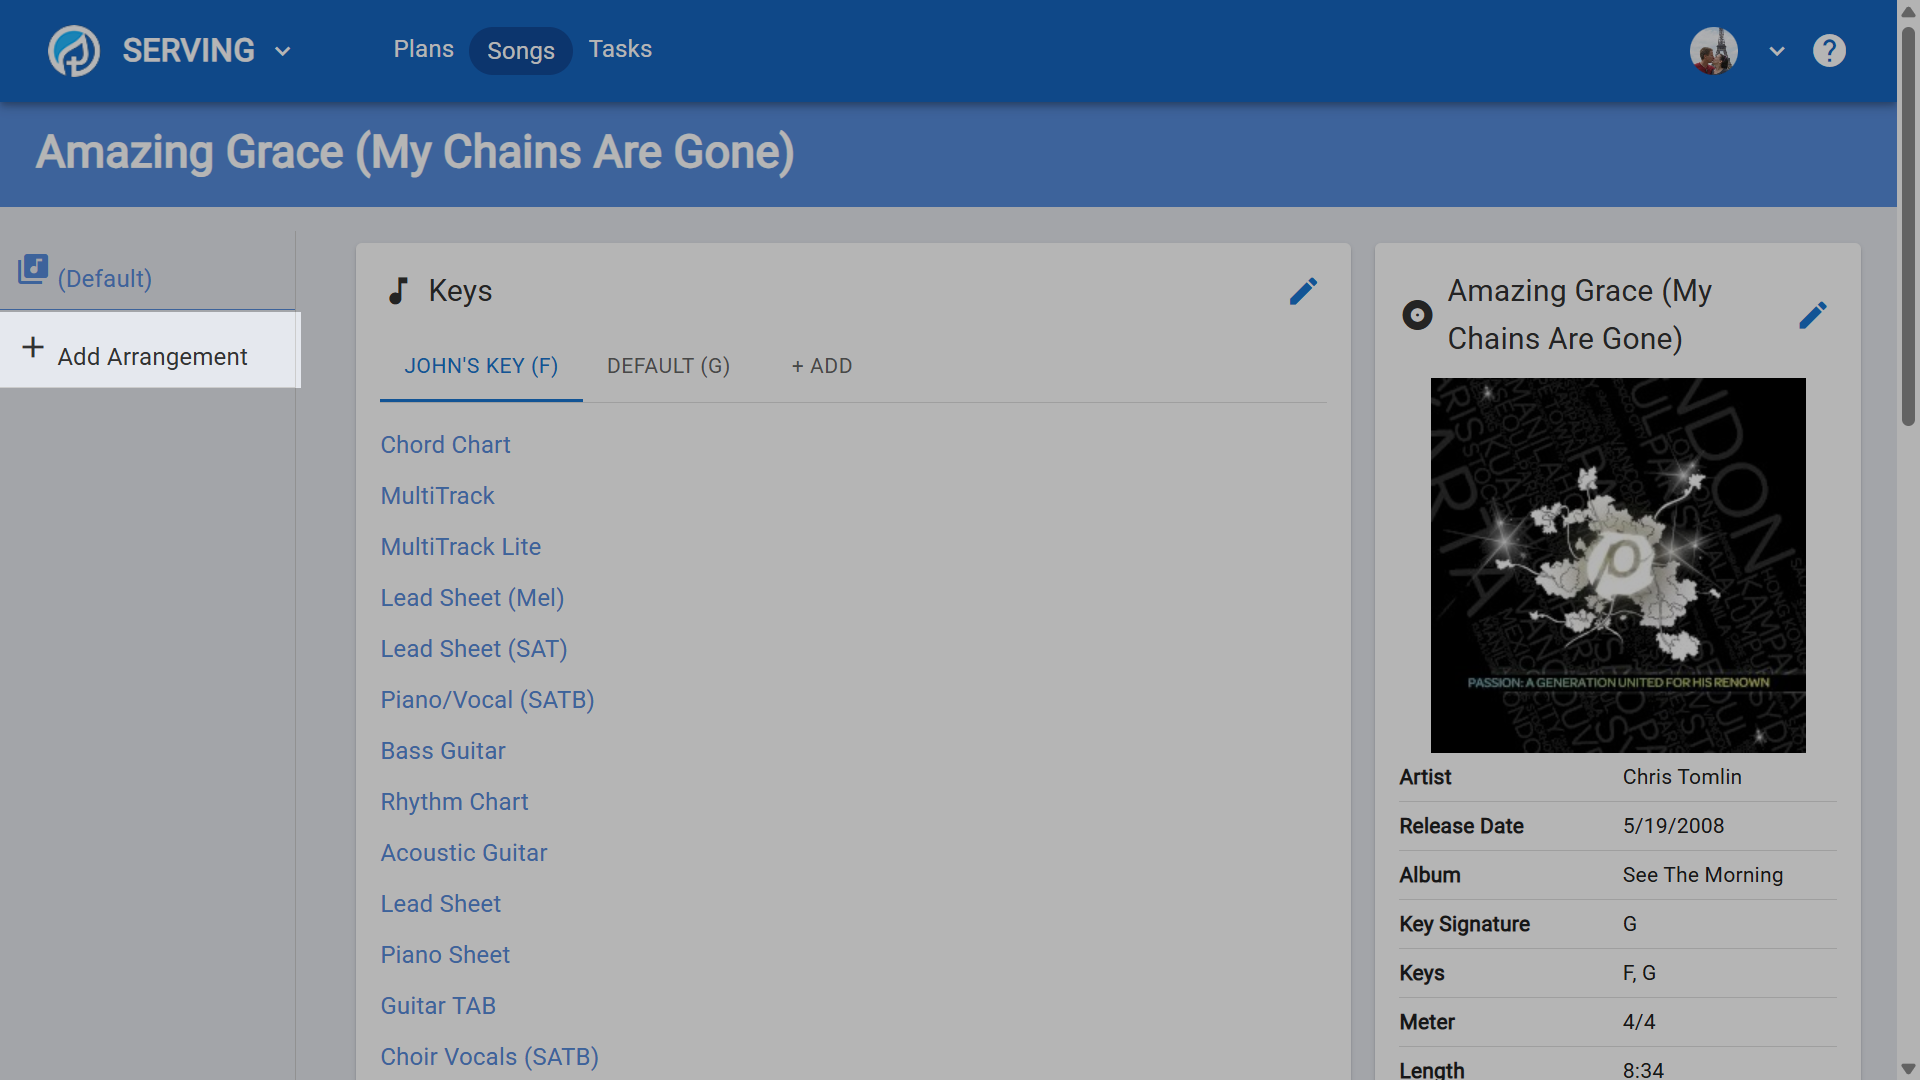 SERVING
Plans
Songs
Tasks
Amazing Grace (My Chains Are Gone)
(Default)
Add Arrangement
Keys
JOHN'S KEY (F)
DEFAULT (G)
+ ADD
Chord Chart
MultiTrack
MultiTrack Lite
Lead Sheet (Mel)
Lead Sheet (SAT)
Piano/Vocal (SATB)
Bass Guitar
Rhythm Chart
Acoustic Guitar
Lead Sheet
Piano Sheet
Guitar TAB
Choir Vocals (SATB)
Amazing Grace (My
Chains Are Gone)
PASSION: A GENERATION UNITED FOR HIS RENOWN
Artist Chris Tomlin
Release Date 5/19/2008
Album See The Morning
Key Signature G
Keys F, G
Meter 4/4
Length 8:34